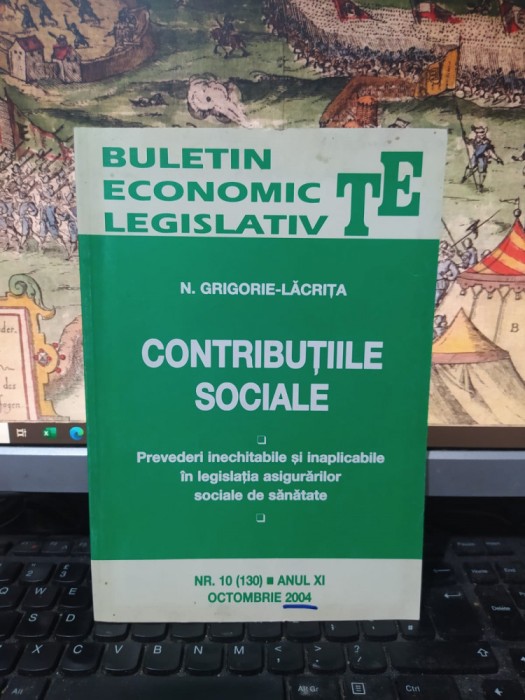 BULETIN
ECONOMIC
LEGISLATIV
TE
N. GRIGORIE-LĂCRIȚA
CONTRIBUȚIILE
SOCIALE
Prevederi inechitabile și inaplicabile
în legislația asigurărilor
sociale de sănătate
NR. 10 (130) ■ ANUL XI
OCTOMBRIE 2004